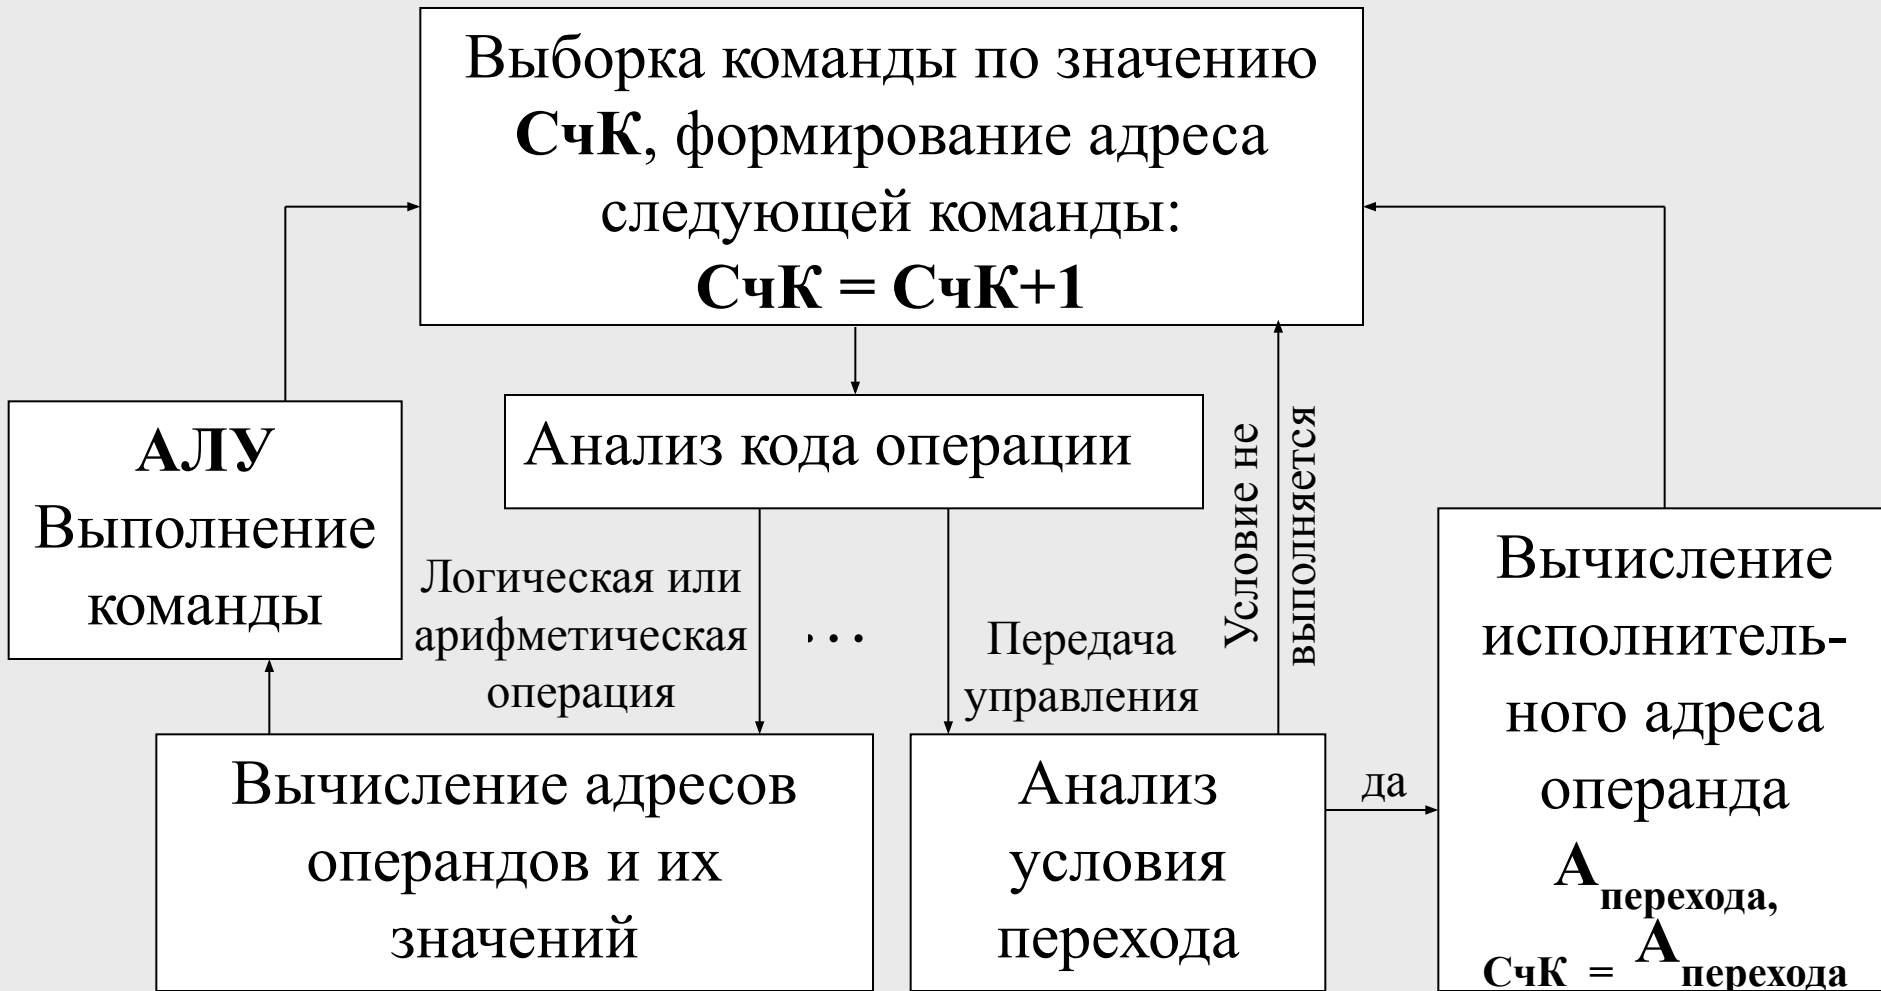 Выборка команды по значению
СчК, формирование адреса
следующей команды:
СчК = СчК+1
Анализ кода операции
АЛУ
Выполнение
команды
Логическая или
арифметическая
операция
...
Передача
управления
Условие не
выполняется
Вычисление адресов
операндов и их
значений
Анализ
условия
перехода
да
Вычисление
исполнитель-
ного адреса
операнда
Aперехода,
СчК = Aперехода